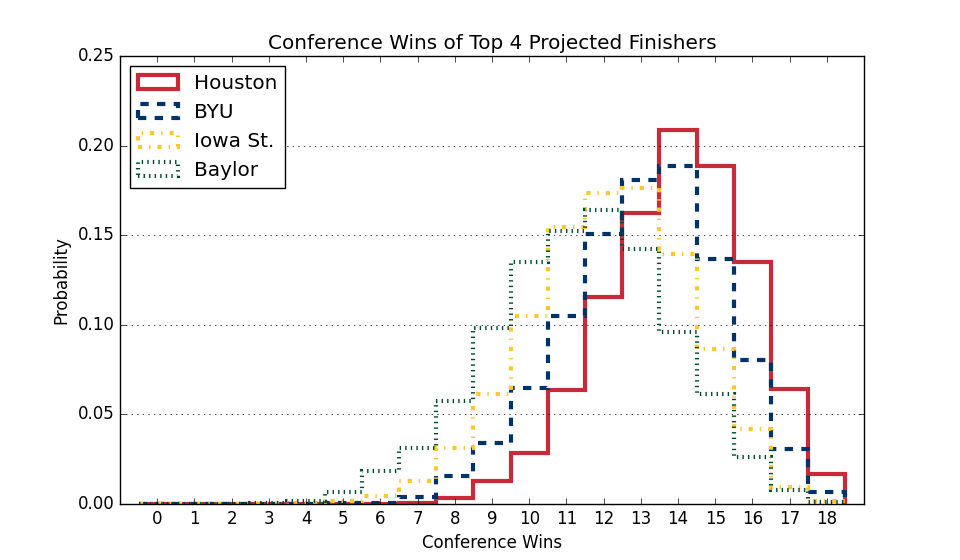 Conference Wins of Top 4 Projected Finishers
0.25
0.20
0.15
0.10
0.05
0.00
Probability
Houston
BYU
Iowa St.
Baylor
0 1 2 3 4 5 6 7 8 9 10 11 12 13 14 15 16 17 18
Conference Wins